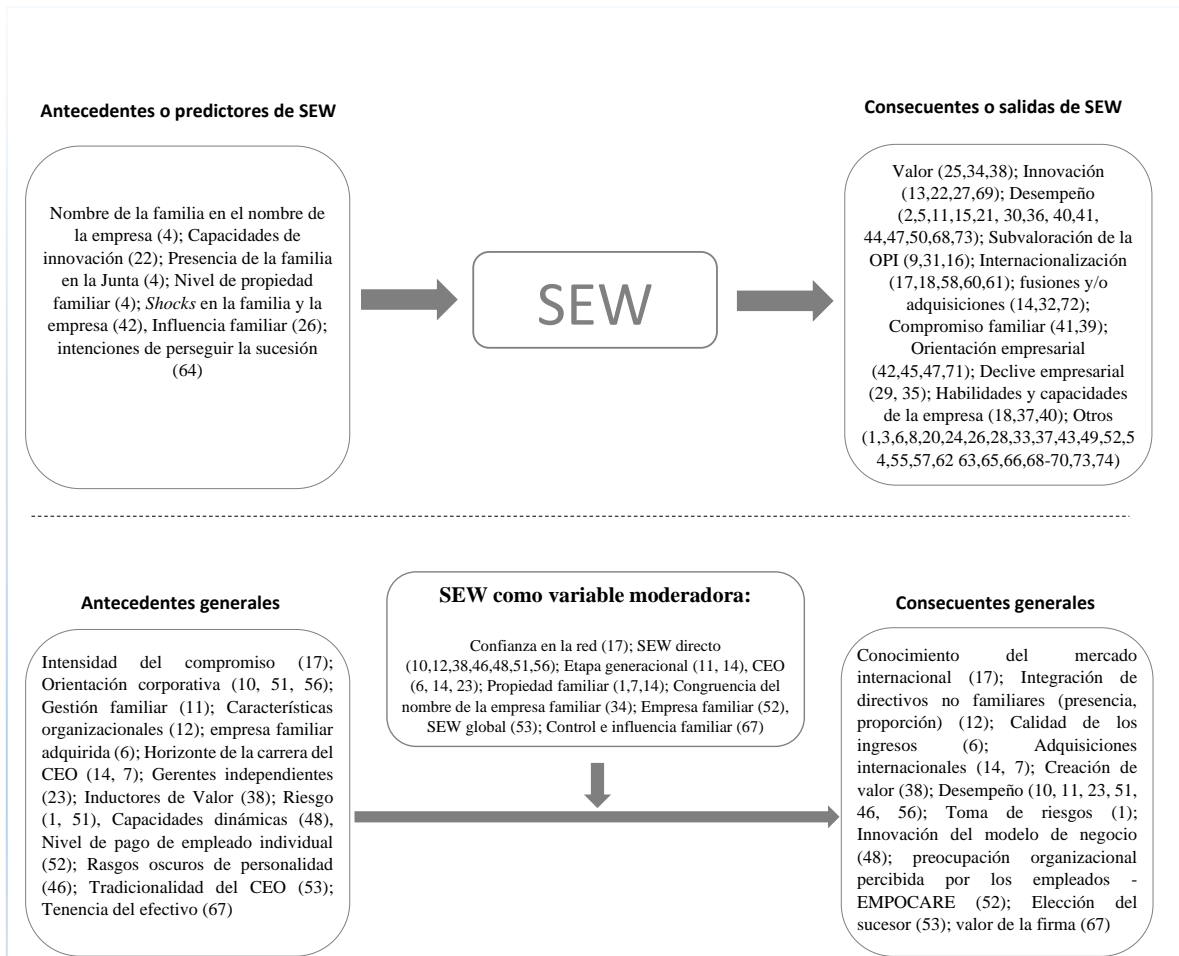 Antecedentes o predictores de SEW
Nombre de la familia en el nombre de
la empresa (4); Capacidades de
innovación (22); Presencia de la familia
en la Junta (4); Nivel de propiedad
familiar (4); Shocks en la familia y la
empresa (42), Influencia familiar (26);
intenciones de perseguir la sucesión
(64)
SEW
Consecuentes o salidas de SEW
Valor (25,34,38); Innovación
(13,22,27,69); Desempeño
(2,5,11,15,21, 30,36, 40,41,
44,47,50,68,73); Subvaloración de la
OPI (9,31,16); Internacionalización
(17,18,58,60,61); fusiones y/o
adquisiciones (14,32,72);
Compromiso familiar (41,39);
Orientación empresarial
(42,45,47,71); Declive empresarial
(29, 35); Habilidades y capacidades
de la empresa (18,37,40); Otros
(1,3,6,8,20,24,26,28,33,37,43,49,52,5
4,55,57,62 63,65,66,68-70,73,74)
Antecedentes generales
Intensidad del compromiso (17);
Orientación corporativa (10, 51, 56);
Gestión familiar (11); Características
organizacionales (12); empresa familiar
adquirida (6); Horizonte de la carrera del
CEO (14, 7); Gerentes independientes
(23); Inductores de Valor (38); Riesgo
(1, 51), Capacidades dinámicas (48),
Nivel de pago de empleado individual
(52); Rasgos oscuros de personalidad
(46); Tradicionalidad del CEO (53);
Tenencia del efectivo (67)
SEW como variable moderadora:
Confianza en la red (17); SEW directo
(10,12,38,46,48,51,56); Etapa generacional (11, 14), CEO
(6, 14, 23); Propiedad familiar (1,7,14); Congruencia del
nombre de la empresa familiar (34); Empresa familiar (52),
SEW global (53); Control e influencia familiar (67)
Consecuentes generales
Conocimiento del mercado
internacional (17); Integración de
directivos no familiares (presencia,
proporción) (12); Calidad de los
ingresos (6); Adquisiciones
internacionales (14, 7); Creación de
valor (38); Desempeño (10, 11, 23, 51,
46, 56); Toma de riesgos (1);
Innovación del modelo de negocio
(48); preocupación organizacional
percibida por los empleados -
EMPOCARE (52); Elección del
sucesor (53); valor de la firma (67)